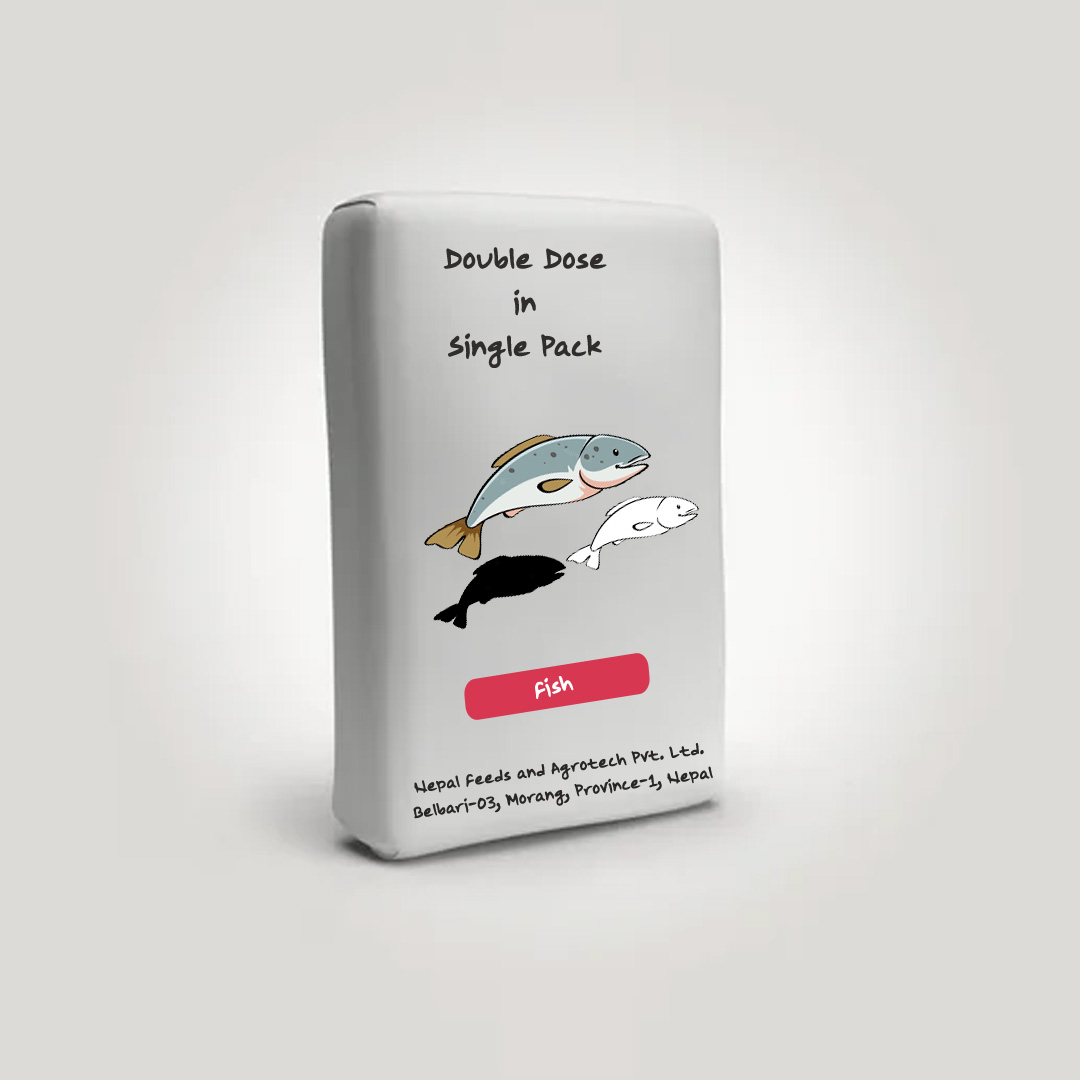 Double Dose
in
Single Pack
Fish
Nepal Feeds and Agrotech Pvt. Ltd.
Belbari-03, Morang, Province-1, Nepal